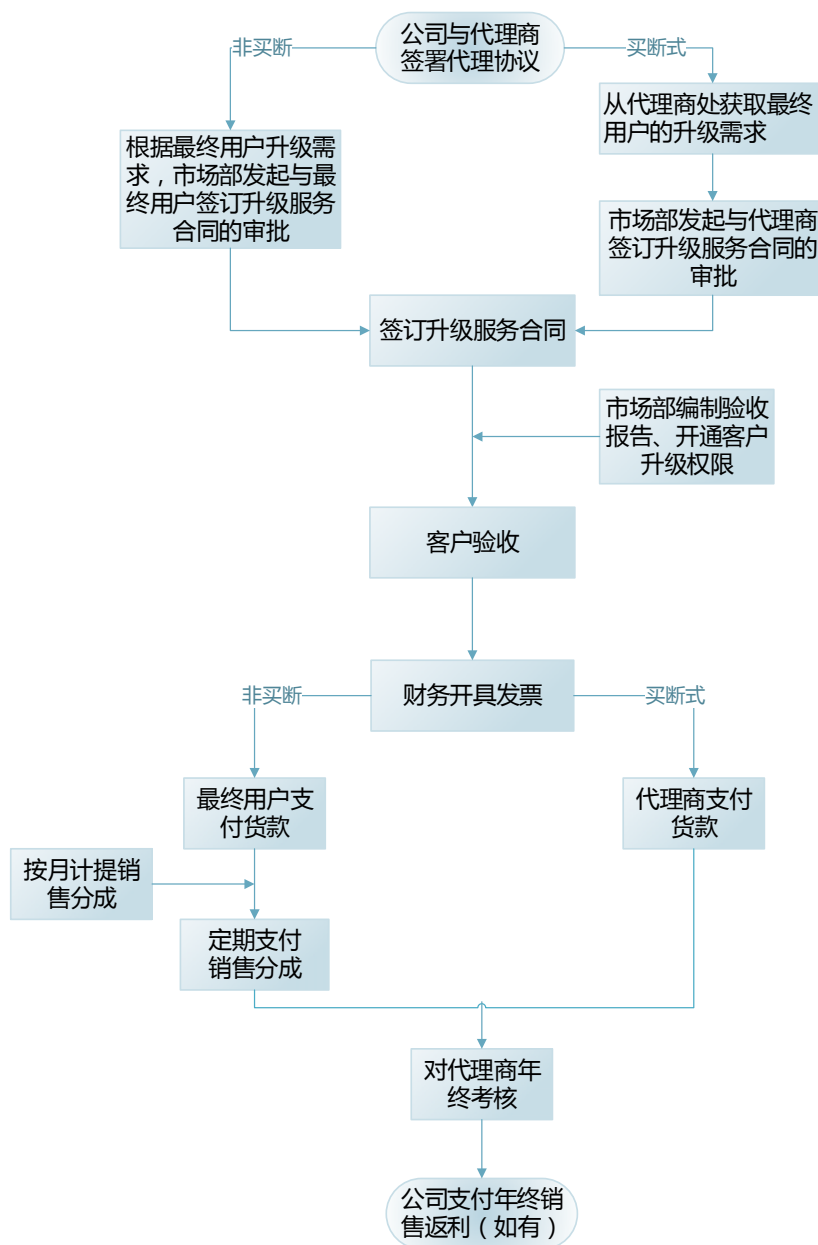 公司与代理商
签署代理协议
非买断
买断式
从代理商处获取最终
用户的升级需求
根据最终用户升级需
求，市场部发起与最
终用户签订升级服务
合同的审批
市场部发起与代理商
签订升级服务合同的
审批
签订升级服务合同
市场部编制验收
报告、开通客户
升级权限
客户验收
财务开具发票
非买断
买断式
最终用户支
付货款
代理商支付
货款
按月计提销
售分成
定期支付
销售分成
对代理商年
终考核
公司支付年终销
售返利（如有）